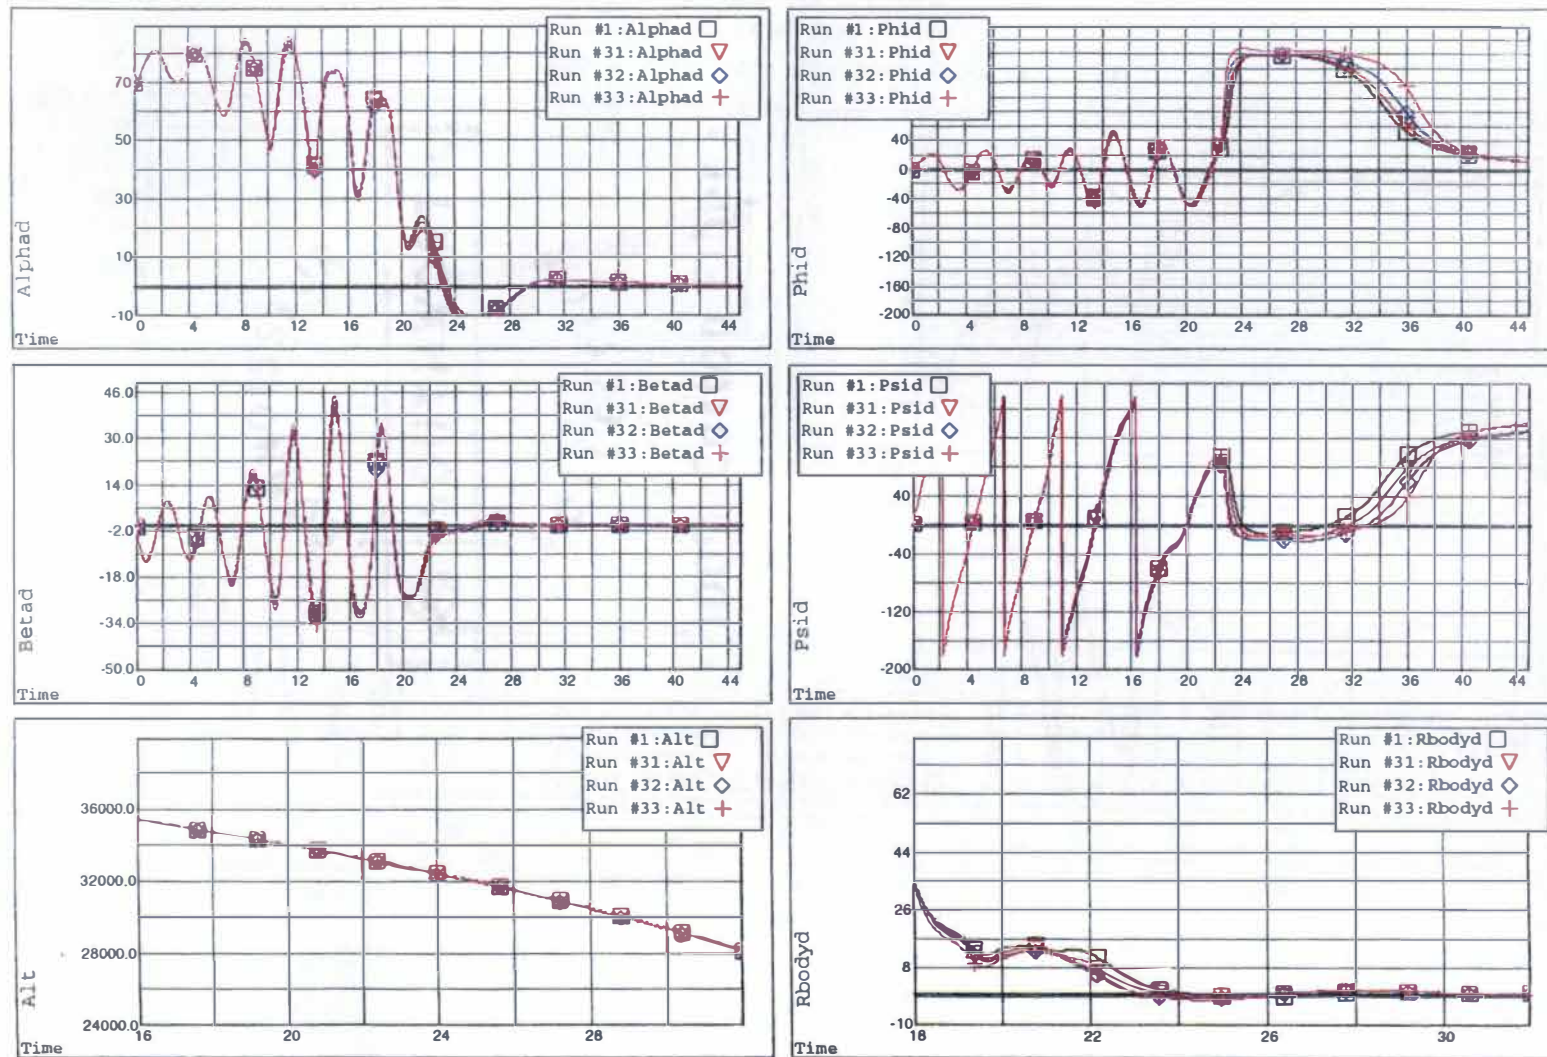 Run #1:Alphad
Run #31:Alphad
Run #32:Alphad
Run #33:Alphad
70
50
40
30
10
-10
0 4 8 12 16 20 24 28 32 36 40 44
Alphad
Time
Run #1:Phid
Run #31:Phid
Run #32:Phid
Run #33:Phid
40
0
-40
-80
-120
-160
-200
0 4 8 12 16 20 24 28 32 36 40 44
Phid
Time
Run #1:Betad
Run #31:Betad
Run #32:Betad
Run #33:Betad
46.0
30.0
14.0
-2.0
-18.0
-34.0
-50.0
0 4 8 12 16 20 24 28 32 36 40 44
Betad
Time
Run #1:Psid
Run #31:Psid
Run #32:Psid
Run #33:Psid
40
0
-40
-120
-200
0 4 8 12 16 20 24 28 32 36 40 44
Psid
Time
Run #1:Alt
Run #31:Alt
Run #32:Alt
Run #33:Alt
36000.0
32000.0
28000.0
24000.0
16 20 24 28
Alt
Time
Run #1:Rbodyd
Run #31:Rbodyd
Run #32:Rbodyd
Run #33:Rbodyd
62
44
26
8
-10
18 22 26 30
Rbodyd
Time